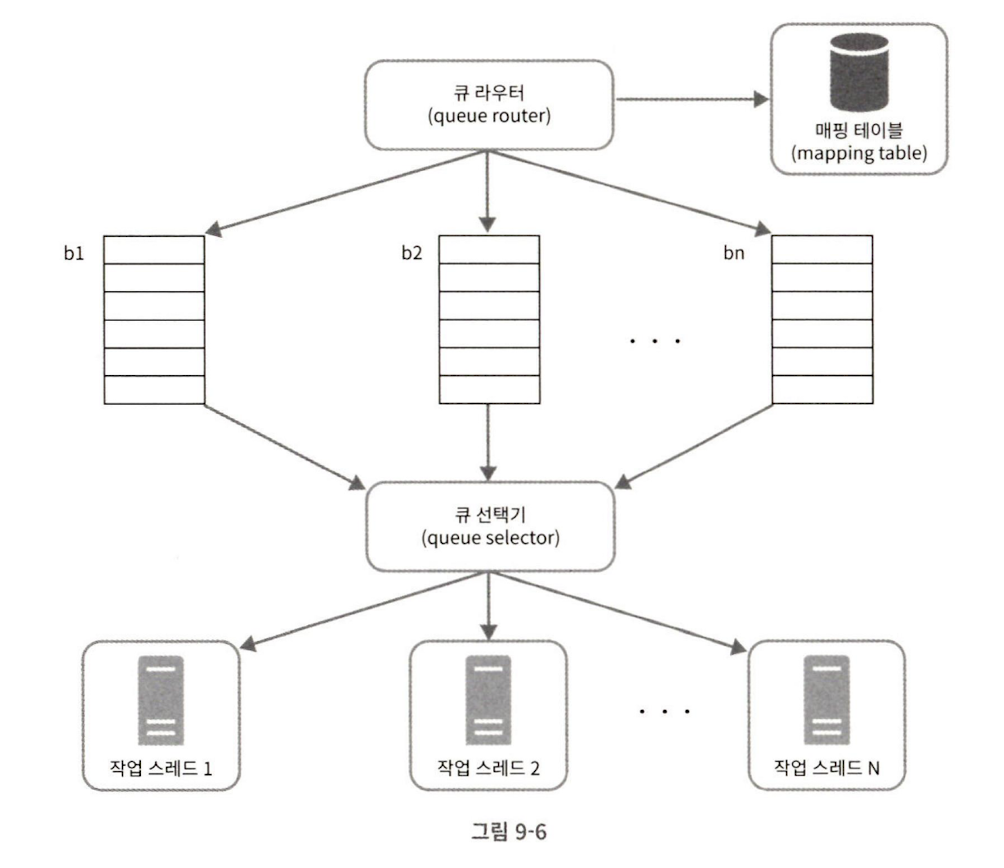 큐 라우터
(queue router)
매핑 테이블
(mapping table)
b1
b2
bn
. . .
큐 선택기
(queue selector)
작업 스레드 1
작업 스레드 2
. . .
작업 스레드 N
그림 9-6